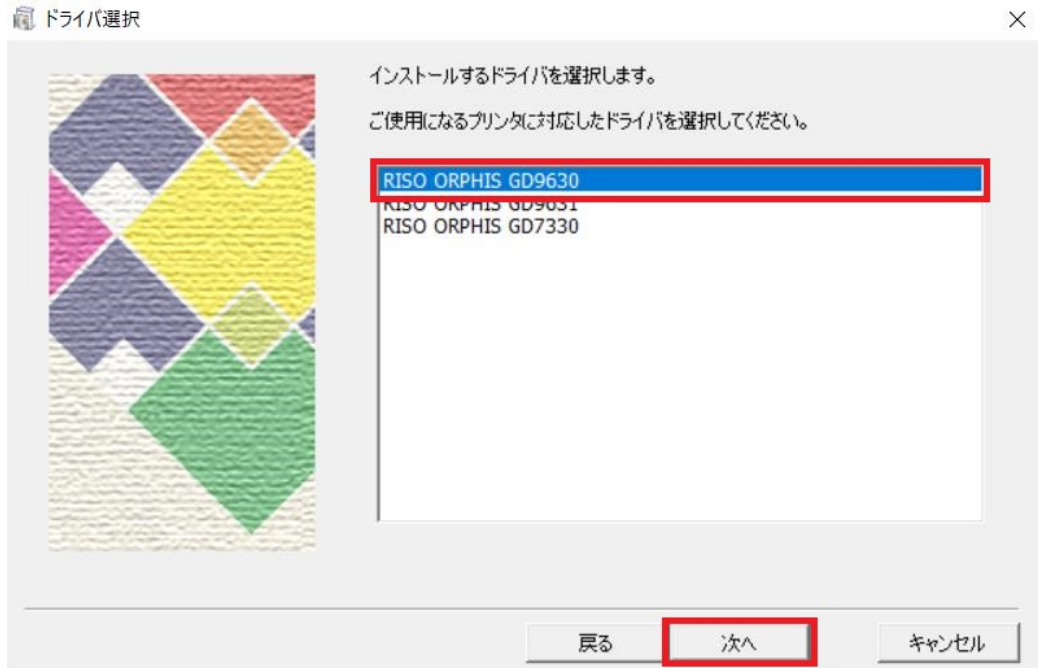 ドライバ選択
インストールするドライバを選択します。
ご使用になるプリンタに対応したドライバを選択してください。
RISO ORPHIS GD9630
RISO ORPHIS GD9631
RISO ORPHIS GD7330
戻る
次へ
キャンセル